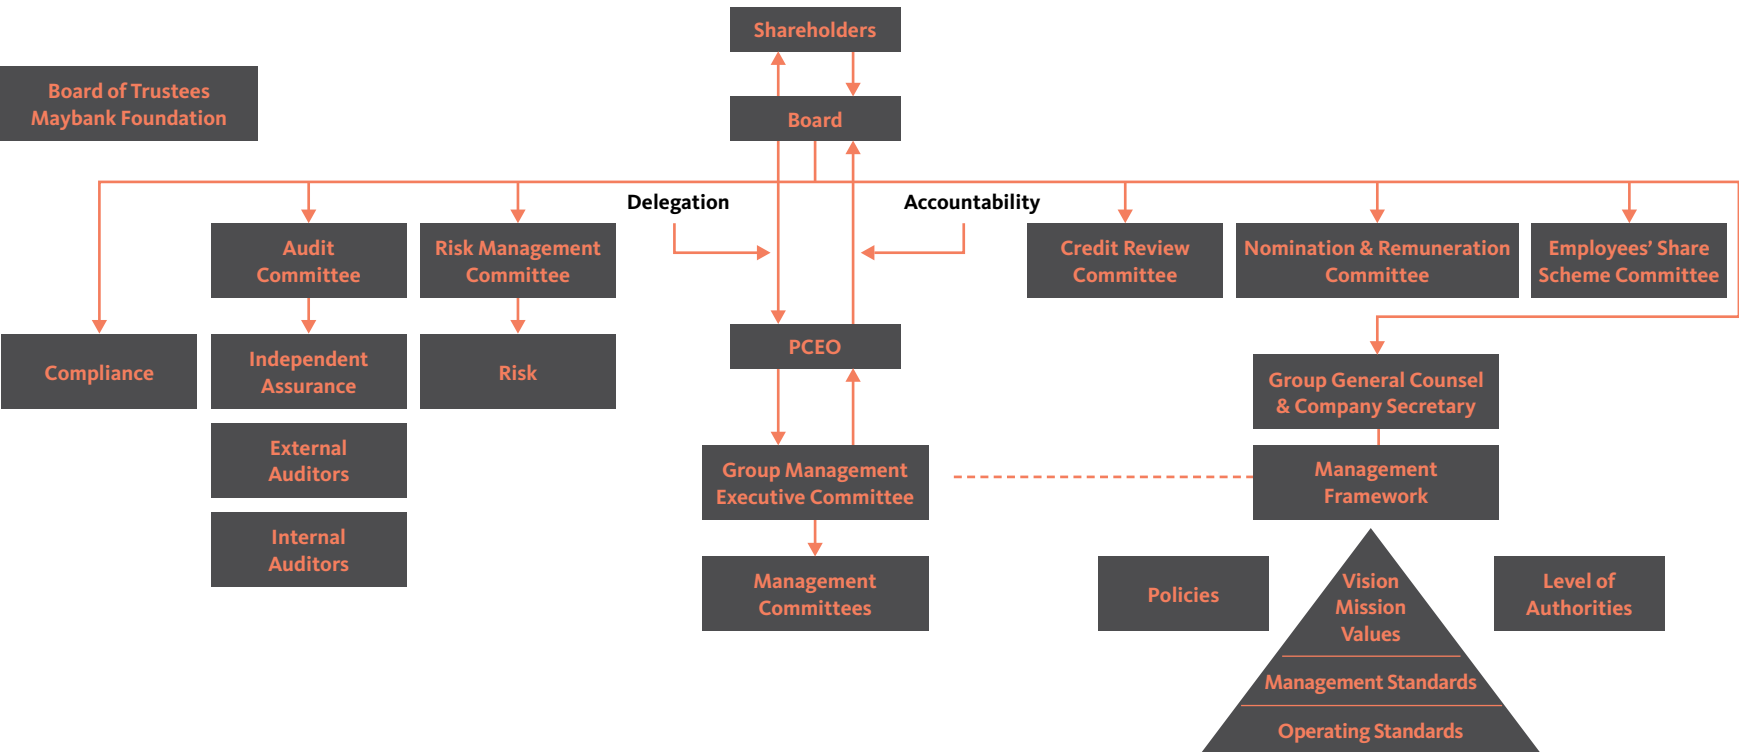 Shareholders
Board of Trustees
Maybank Foundation
Board
Delegation
Accountability
Audit
Committee
Risk Management
Committee
Credit Review
Committee
Nomination & Remuneration
Committee
Employees’ Share
Scheme Committee
Compliance
Independent
Assurance
Risk
PCEO
Group General Counsel
& Company Secretary
External
Auditors
Group Management
Executive Committee
Management
Framework
Internal
Auditors
Management
Committees
Policies
Vision
Mission
Values
Level of
Authorities
Management Standards
Operating Standards